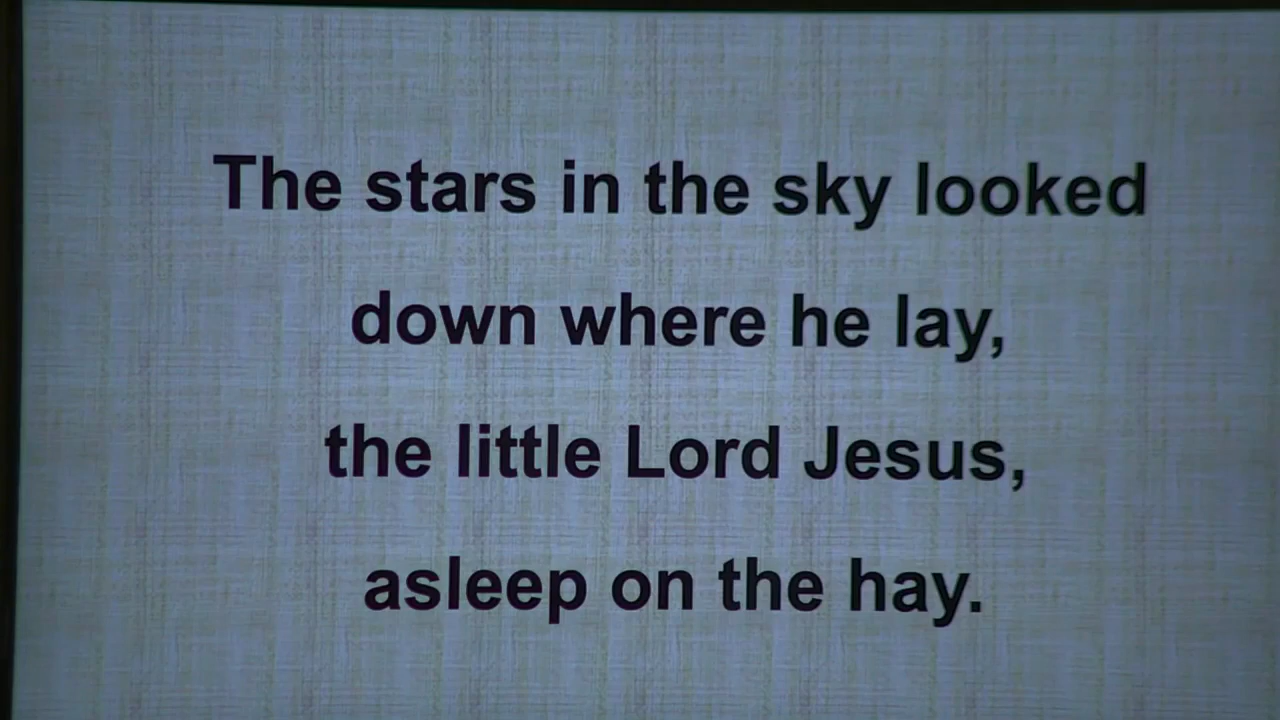 The stars in the sky looked
down where he lay,
the little Lord Jesus,
asleep on the hay.